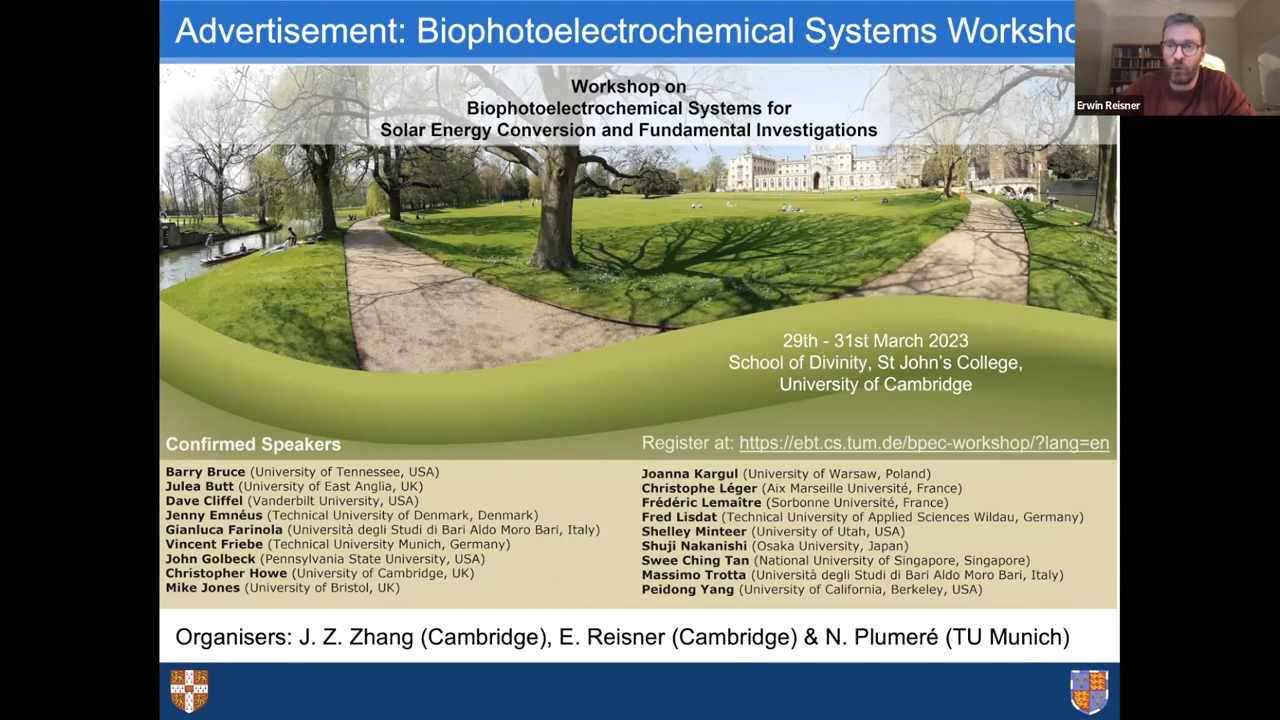 Advertisement: Biophotoelectrochemical Systems
Erwin Reisner
Workshop on
Biophotoelectrochemical Systems for
Solar Energy Conversion and Fundamental Investigations
29th - 31st March 2023
School of Divinity, St John's College,
University of Cambridge
Confirmed Speakers
Barry Bruce (University of Tennessee, USA)
Julea Butt (University of East Anglia, UK)
Dave Cliffel (Vanderbilt University, USA)
Jenny Emnéus (Technical University of Denmark, Denmark)
Gianluca Farinola (Università degli Studi di Bari Aldo Moro Bari, Italy)
Vincent Friebe (Technical University Munich, Germany)
John Golbeck (Pennsylvania State University, USA)
Christopher Howe (University of Cambridge, UK)
Mike Jones (University of Bristol, UK)
Register at: https://ebt.cs.tum.de/bpec-workshop/?lang=en
Joanna Kargul (University of Warsaw, Poland)
Christophe Léger (Aix Marseille Université, France)
Frédéric Lemaître (Sorbonne Université, France)
Fred Lisdat (Technical University of Applied Sciences Wildau, Germany)
Shelley Minteer (University of Utah, USA)
Shuji Nakanishi (Osaka University, Japan)
Swee Ching Tan (National University of Singapore, Singapore)
Massimo Trotta (Università degli Studi di Bari Aldo Moro Bari, Italy)
Peidong Yang (University of California, Berkeley, USA)
Organisers: J. Z. Zhang (Cambridge), E. Reisner (Cambridge) & N. Plumeré (TU Munich)